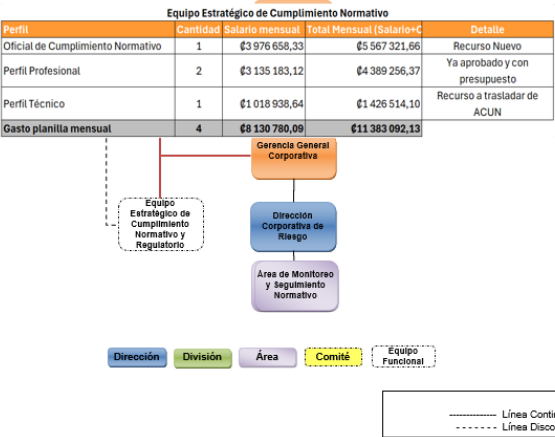 Equipo Estratégico de Cumplimiento Normativo
Perfil Cantidad Salario mensual Total Mensual (Salario+C Detalle
Oficial de Cumplimiento Normativo 1 ₡3 976 658,33 ₡5 567 321,66 Recurso Nuevo
Perfil Profesional 2 ₡3 135 183,12 ₡4 389 256,37 Ya aprobado y con
presupuesto
Perfil Técnico 1 ₡1 018 938,64 ₡1 426 514,10 Recurso a trasladar de
ACUN
Gasto planilla mensual 4 ₡8 130 780,09 ₡11 383 092,13
Gerencia General
Corporativa
Equipo
Estratégico de
Cumplimiento
Normativo y
Regulatorio
Dirección
Corporativa de
Riesgo
Área de Monitoreo
y Seguimiento
Normativo
Dirección División Área Comité Equipo
Funcional
Línea Conti
Línea Disco